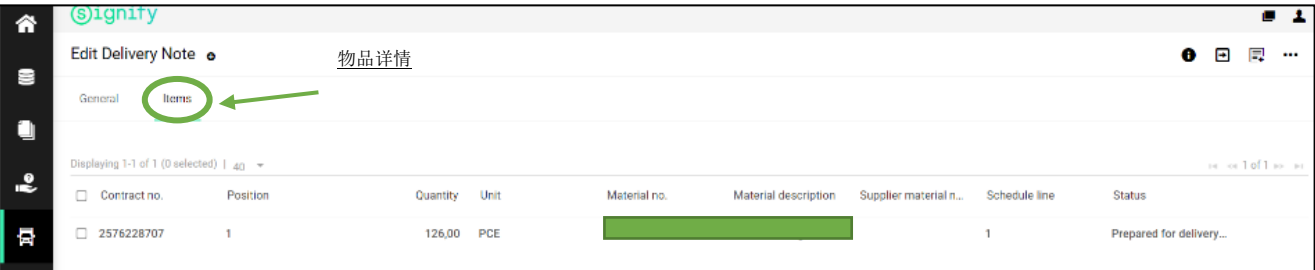 signify
Edit Delivery Note
物品详情
General Items
Displaying 1-1 of 1 (0 selected) | 40
1 of 1
Contract no. Position Quantity Unit Material no. Material description Supplier material n... Schedule line Status
2576228707 1 126,00 PCE 1 Prepared for delivery...